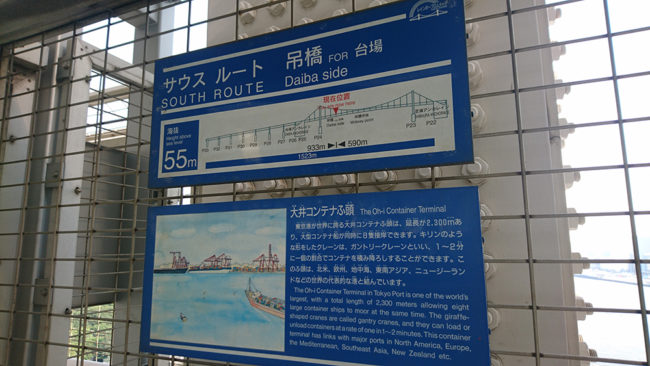 サウス ルート 吊橋 FOR 台場
SOUTH ROUTE Daiba side
海抜
Height above
sea level
55m
現在位置
You are now here
P23 P22
P24
933m 590m
1523m
大井コンテナふ頭 The Oh-i Container Terminal
東京港が世界に誇る大井コンテナふ頭は、延長が2,300mあ
り、大型コンテナ船が同時に8隻接岸できます。キリンのよう
な形をしたクレーンは、ガントリークレーンといい、1〜2分
に一個の割合でコンテナを積み降ろしすることができます。こ
のふ頭は、北米、欧州、地中海、東南アジア、ニュージーラン
ドなどの世界の代表的な港と結んでいます。
The Oh-i Container Terminal in Tokyo Port is one of the world's
largest, with a total length of 2,300 meters allowing eight
large container ships to moor at the same time. The giraffe-
shaped cranes are called gantry cranes, and they can load or
unload containers at a rate of one in 1〜2 minutes. This container
terminal has links with major ports in North America, Europe,
the Mediterranean, Southeast Asia, New Zealand etc.